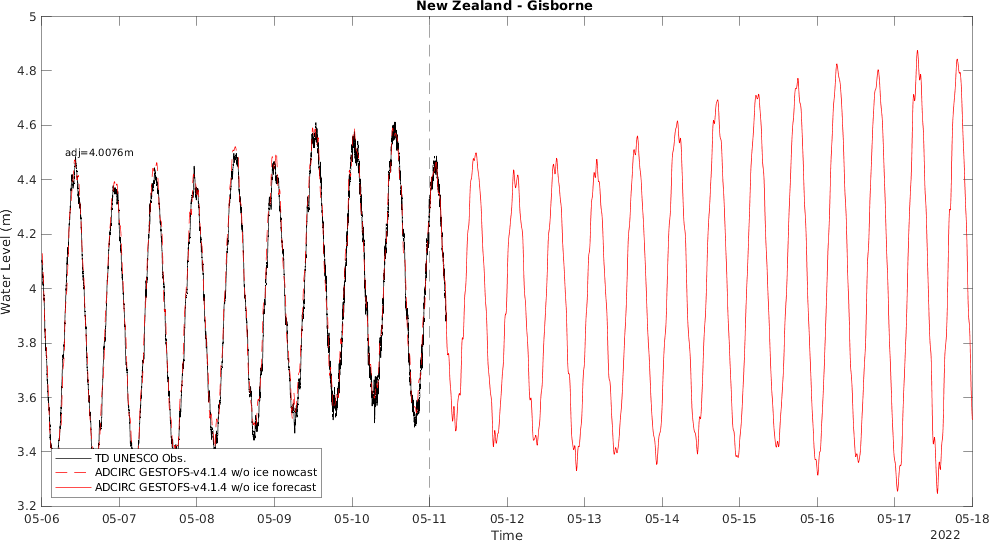 New Zealand - Gisborne
5
4.8
4.6
4.4
4.2
4
3.8
3.6
3.4
3.2
Water Level (m)
adj=4.0076m
TD UNESCO Obs.
ADCIRC GESTOFS-v4.1.4 w/o ice nowcast
ADCIRC GESTOFS-v4.1.4 w/o ice forecast
05-06 05-07 05-08 05-09 05-10 05-11 05-12 05-13 05-14 05-15 05-16 05-17 05-18
Time
2022